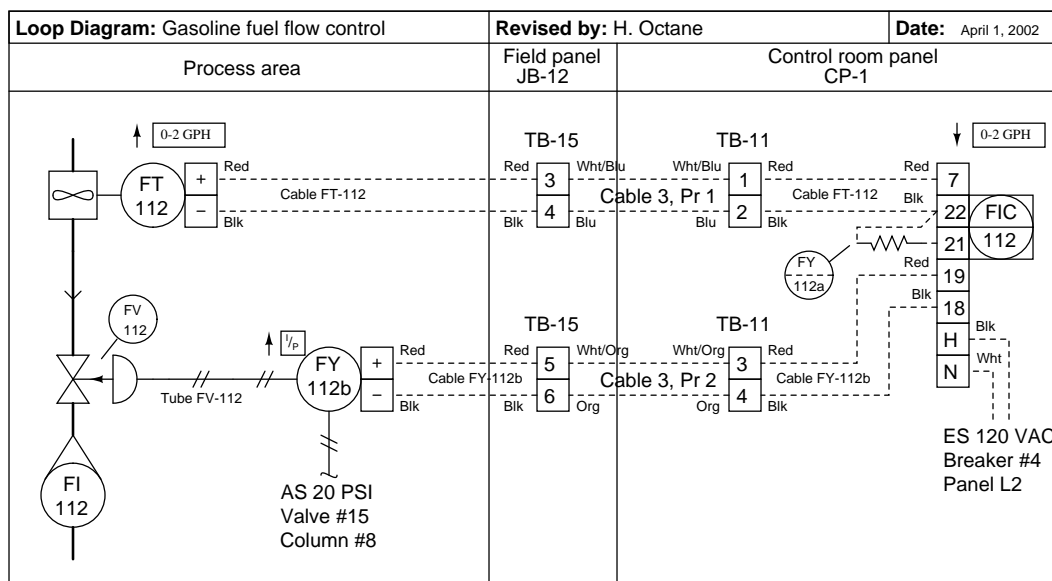 Loop Diagram: Gasoline fuel flow control Revised by: H. Octane Date: April 1, 2002
Process area Field panel Control room panel
JB-12 CP-1
0-2 GPH TB-15 TB-11 0-2 GPH
Red Red Wht/Blu Wht/Blu Red Red
FT + 3 1 7
112 Cable FT-112 Cable 3, Pr 1 Cable FT-112 Blk
− 4 2 22 FIC
Blk Blk Blu Blu Blk
21 112
FY Red
112a 19
Blk
18
FV
112
I/P TB-15 TB-11 H Blk
Red Red Wht/Org Wht/Org Red Wht
FY + 5 3 N
112b Cable FY-112b Cable 3, Pr 2 Cable FY-112b
− 6 4
Tube FV-112 Blk Blk Org Org Blk
ES 120 VAC
Breaker #4
Panel L2
FI
112
AS 20 PSI
Valve #15
Column #8